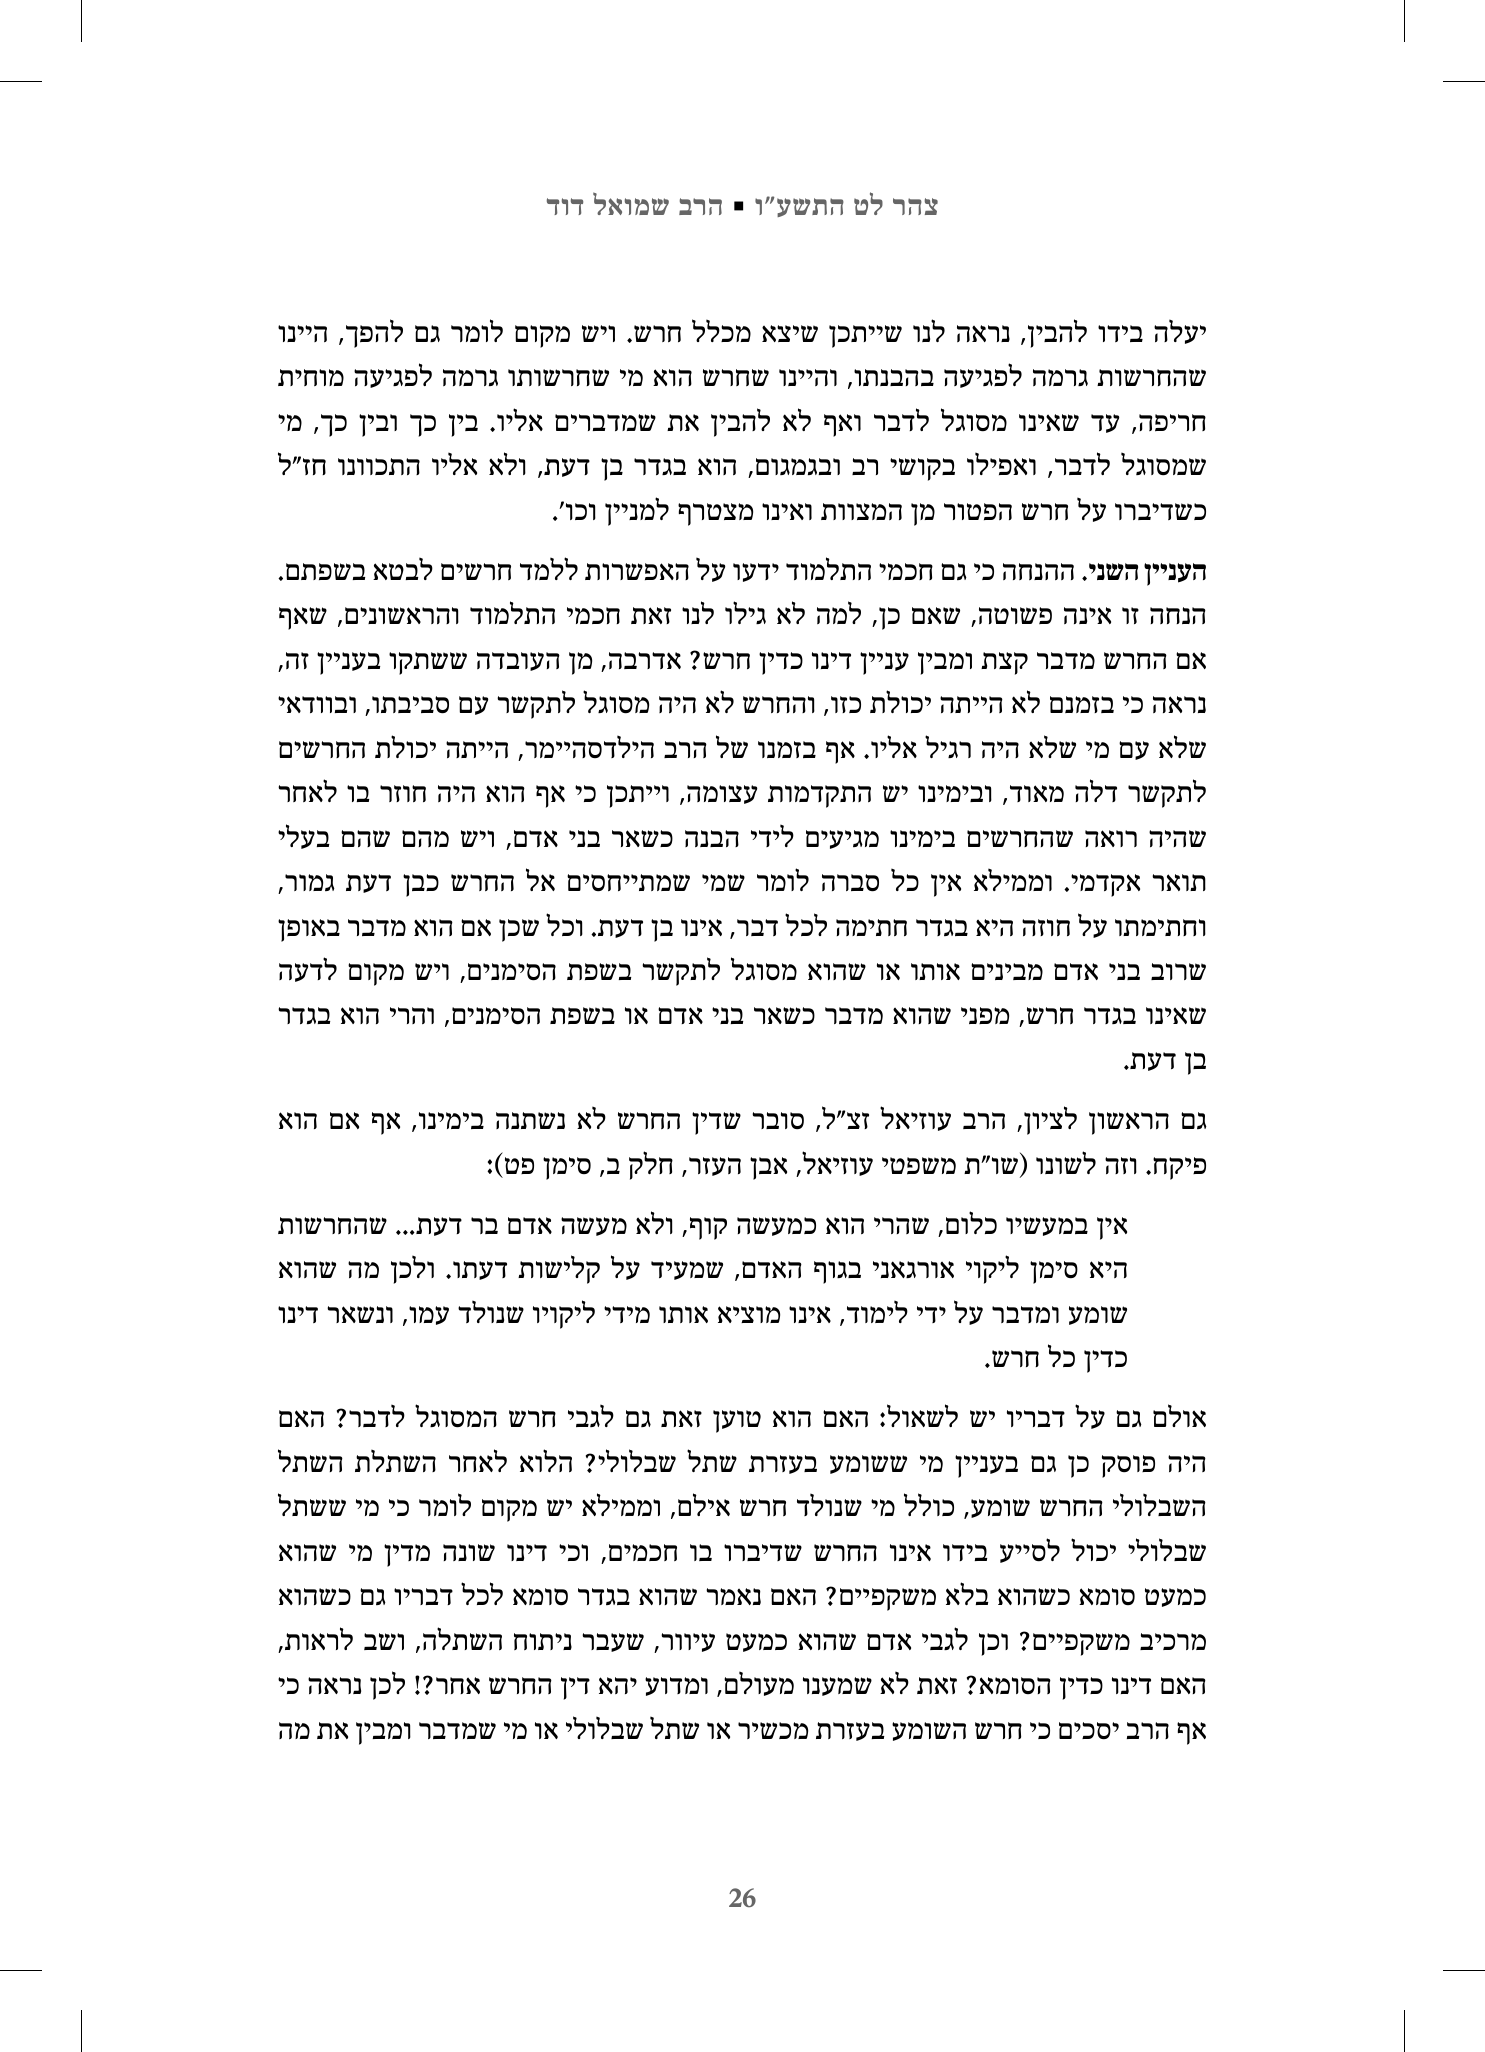 צהר לט התשע״ו ▪ הרב שמואל דוד
יעלה בידו להבין, נראה לנו שייתכן שיצא מכלל חרש. ויש מקום לומר גם להפך, היינו
שהחרשות גרמה לפגיעה בהבנתו, והיינו שחרש הוא מי שחרשותו גרמה לפגיעה מוחית
חריפה, עד שאינו מסוגל לדבר ואף לא להבין את שמדברים אליו. בין כך ובין כך, מי
שמסוגל לדבר, ואפילו בקושי רב ובגמגום, הוא בגדר בן דעת, ולא אליו התכוונו חז״ל
כשדיברו על חרש הפטור מן המצוות ואינו מצטרף למניין וכו׳.
העניין השני. ההנחה כי גם חכמי התלמוד ידעו על האפשרות ללמד חרשים לבטא בשפתם.
הנחה זו אינה פשוטה, שאם כן, למה לא גילו לנו זאת חכמי התלמוד והראשונים, שאף
אם החרש מדבר קצת ומבין עניין דינו כדין חרש? אדרבה, מן העובדה ששתקו בעניין זה,
נראה כי בזמנם לא הייתה יכולת כזו, והחרש לא היה מסוגל לתקשר עם סביבתו, ובוודאי
שלא עם מי שלא היה רגיל אליו. אף בזמנו של הרב הילדסהיימר, הייתה יכולת החרשים
לתקשר דלה מאוד, ובימינו יש התקדמות עצומה, וייתכן כי אף הוא היה חוזר בו לאחר
שהיה רואה שהחרשים בימינו מגיעים לידי הבנה כשאר בני אדם, ויש מהם שהם בעלי
תואר אקדמי. וממילא אין כל סברה לומר שמי שמתייחסים אל החרש כבן דעת גמור,
וחתימתו על חוזה היא בגדר חתימה לכל דבר, אינו בן דעת. וכל שכן אם הוא מדבר באופן
שרוב בני אדם מבינים אותו או שהוא מסוגל לתקשר בשפת הסימנים, ויש מקום לדעה
שאינו בגדר חרש, מפני שהוא מדבר כשאר בני אדם או בשפת הסימנים, והרי הוא בגדר
בן דעת.
גם הראשון לציון, הרב עוזיאל זצ״ל, סובר שדין החרש לא נשתנה בימינו, אף אם הוא
פיקח. וזה לשונו (שו״ת משפטי עוזיאל, אבן העזר, חלק ב, סימן פט):
אין במעשיו כלום, שהרי הוא כמעשה קוף, ולא מעשה אדם בר דעת... שהחרשות
היא סימן ליקוי אורגאני בגוף האדם, שמעיד על קלישות דעתו. ולכן מה שהוא
שומע ומדבר על ידי לימוד, אינו מוציא אותו מידי ליקויו שנולד עמו, ונשאר דינו
כדין כל חרש.
אולם גם על דבריו יש לשאול: האם הוא טוען זאת גם לגבי חרש המסוגל לדבר? האם
היה פוסק כן גם בעניין מי ששומע בעזרת שתל שבלולי? הלוא לאחר השתלת השתל
השבלולי החרש שומע, כולל מי שנולד חרש אילם, וממילא יש מקום לומר כי מי ששתל
שבלולי יכול לסייע בידו אינו החרש שדיברו בו חכמים, וכי דינו שונה מדין מי שהוא
כמעט סומא כשהוא בלא משקפיים? האם נאמר שהוא בגדר סומא לכל דבריו גם כשהוא
מרכיב משקפיים? וכן לגבי אדם שהוא כמעט עיוור, שעבר ניתוח השתלה, ושב לראות,
האם דינו כדין הסומא? זאת לא שמענו מעולם, ומדוע יהא דין החרש אחר?! לכן נראה כי
אף הרב יסכים כי חרש השומע בעזרת מכשיר או שתל שבלולי או מי שמדבר ומבין את מה
26